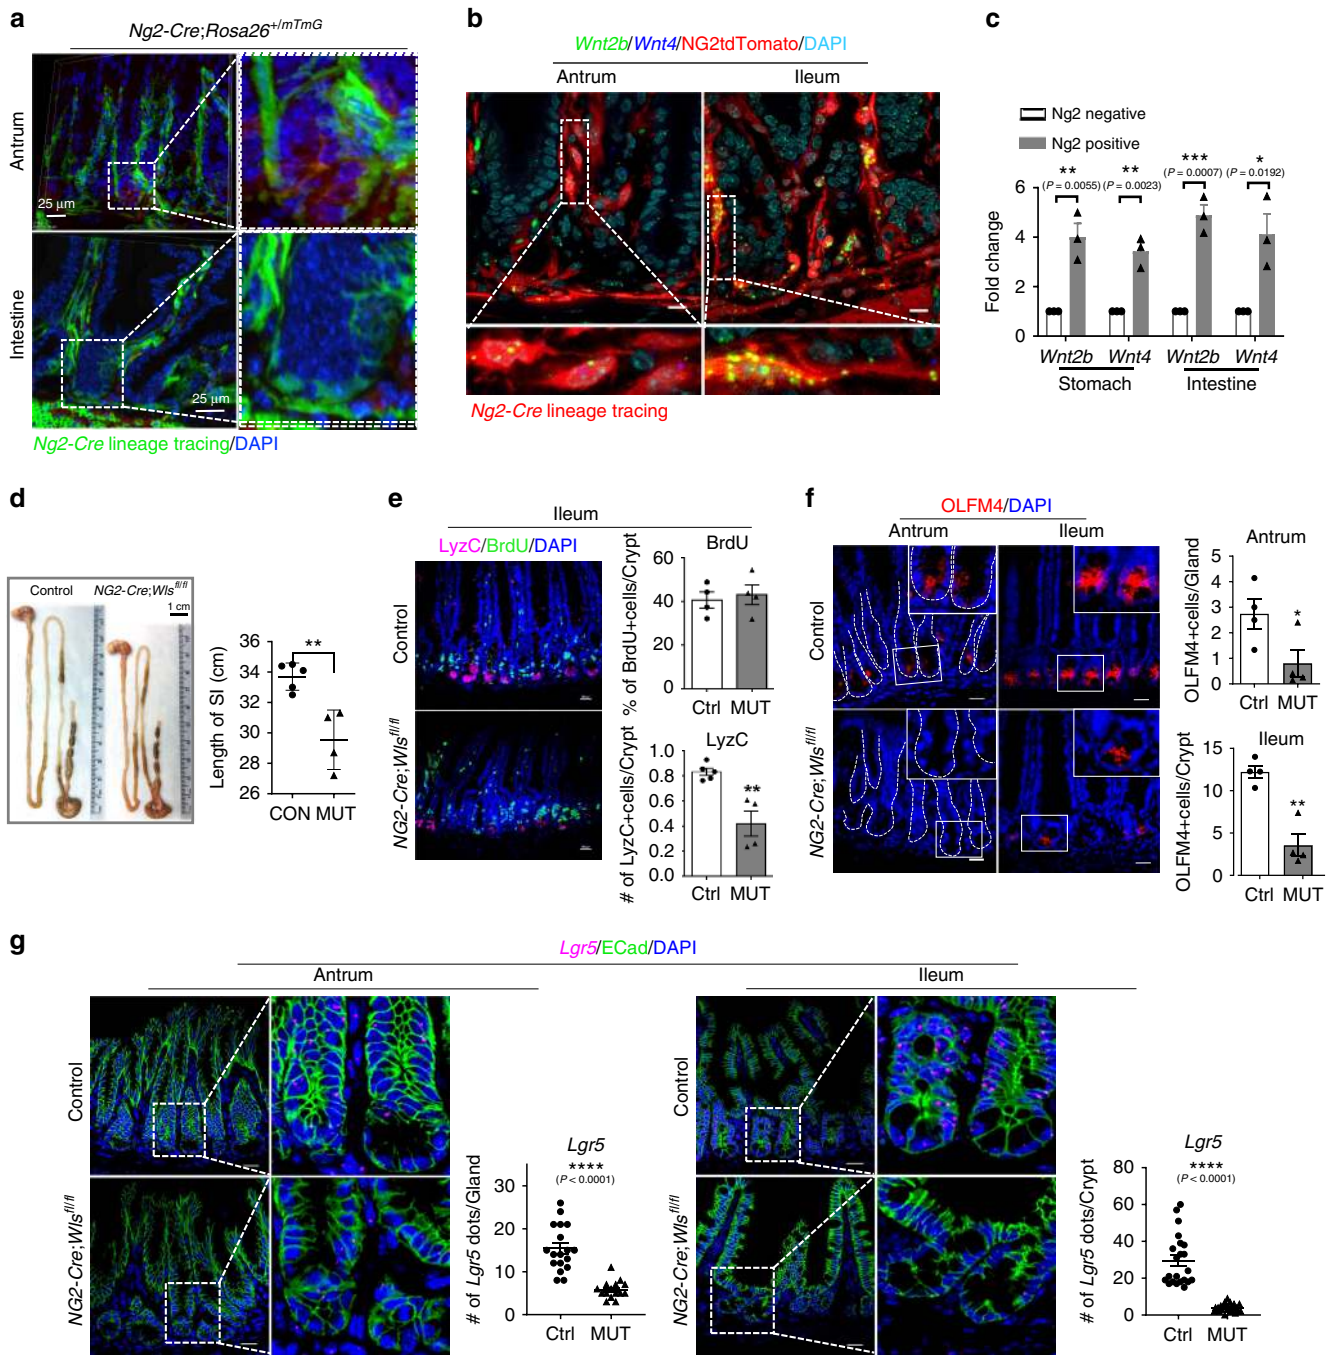 a
Ng2-Cre;Rosa26+/mTmG
Antrum
25 μm
Intestine
25 μm
Ng2-Cre lineage tracing/DAPI
b
Wnt2b/Wnt4/NG2tdTomato/DAPI
Antrum
Ileum
Ng2-Cre lineage tracing
c
Ng2 negative
Ng2 positive
** ** *** *
(P = 0.0055) (P = 0.0023) (P = 0.0007) (P = 0.0192)
Fold change
6
4
2
0
Wnt2b Wnt4 Wnt2b Wnt4
Stomach Intestine
d
Control NG2-Cre;Wlsfl/fl
1 cm
Length of SI (cm)
36
34
32
30
28
26
**
CON MUT
e
Ileum
LyzC/BrdU/DAPI
Control
NG2-Cre;Wlsfl/fl
BrdU
% of BrdU+cells/Crypt
60
40
20
0
Ctrl MUT
LyzC
# of LyzC+cells/Crypt
1.0
0.8
0.6
0.4
0.2
0.0
**
Ctrl MUT
f
OLFM4/DAPI
Antrum Ileum
Control
NG2-Cre;Wlsfl/fl
Antrum
OLFM4+cells/Gland
5
4
3
2
1
0
*
Ctrl MUT
Ileum
OLFM4+cells/Crypt
15
10
5
0
**
Ctrl MUT
g
Lgr5/ECad/DAPI
Antrum
Control
NG2-Cre;Wlsfl/fl
Lgr5
****
(P < 0.0001)
# of Lgr5 dots/Gland
30
20
10
0
Ctrl MUT
Ileum
Control
NG2-Cre;Wlsfl/fl
Lgr5
****
(P < 0.0001)
# of Lgr5 dots/Crypt
80
60
40
20
0
Ctrl MUT